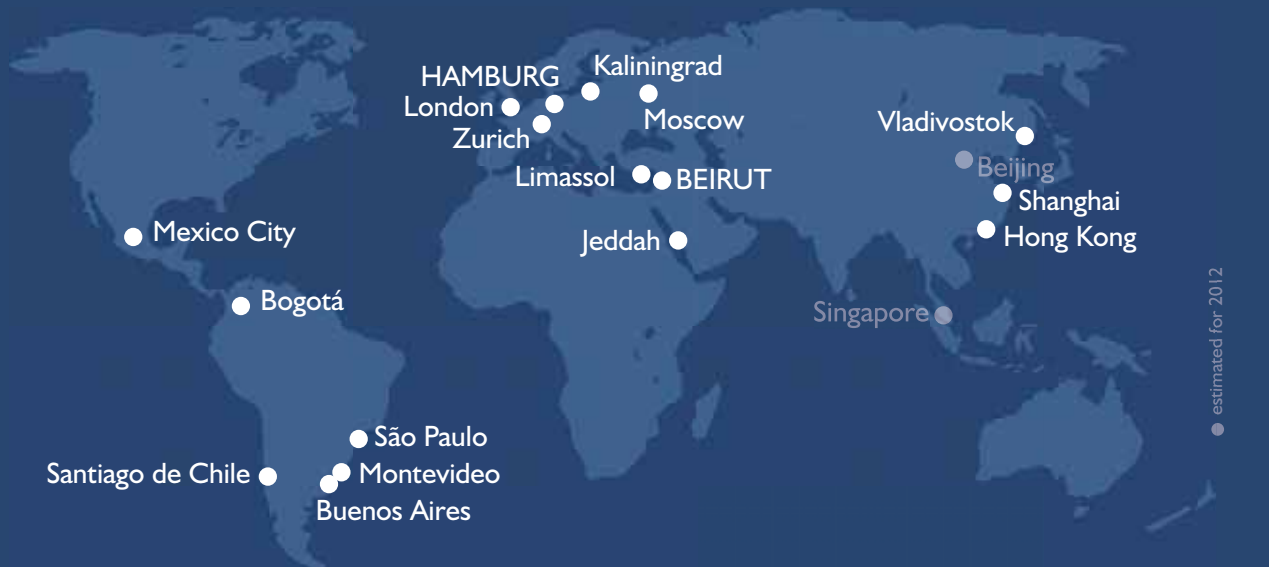 Kaliningrad
HAMBURG
London
Moscow
Zurich
Vladivostok
Beijing
Limassol
BEIRUT
Shanghai
Mexico City
Jeddah
Hong Kong
Bogotá
Singapore
estimated for 2012
São Paulo
Santiago de Chile
Montevideo
Buenos Aires